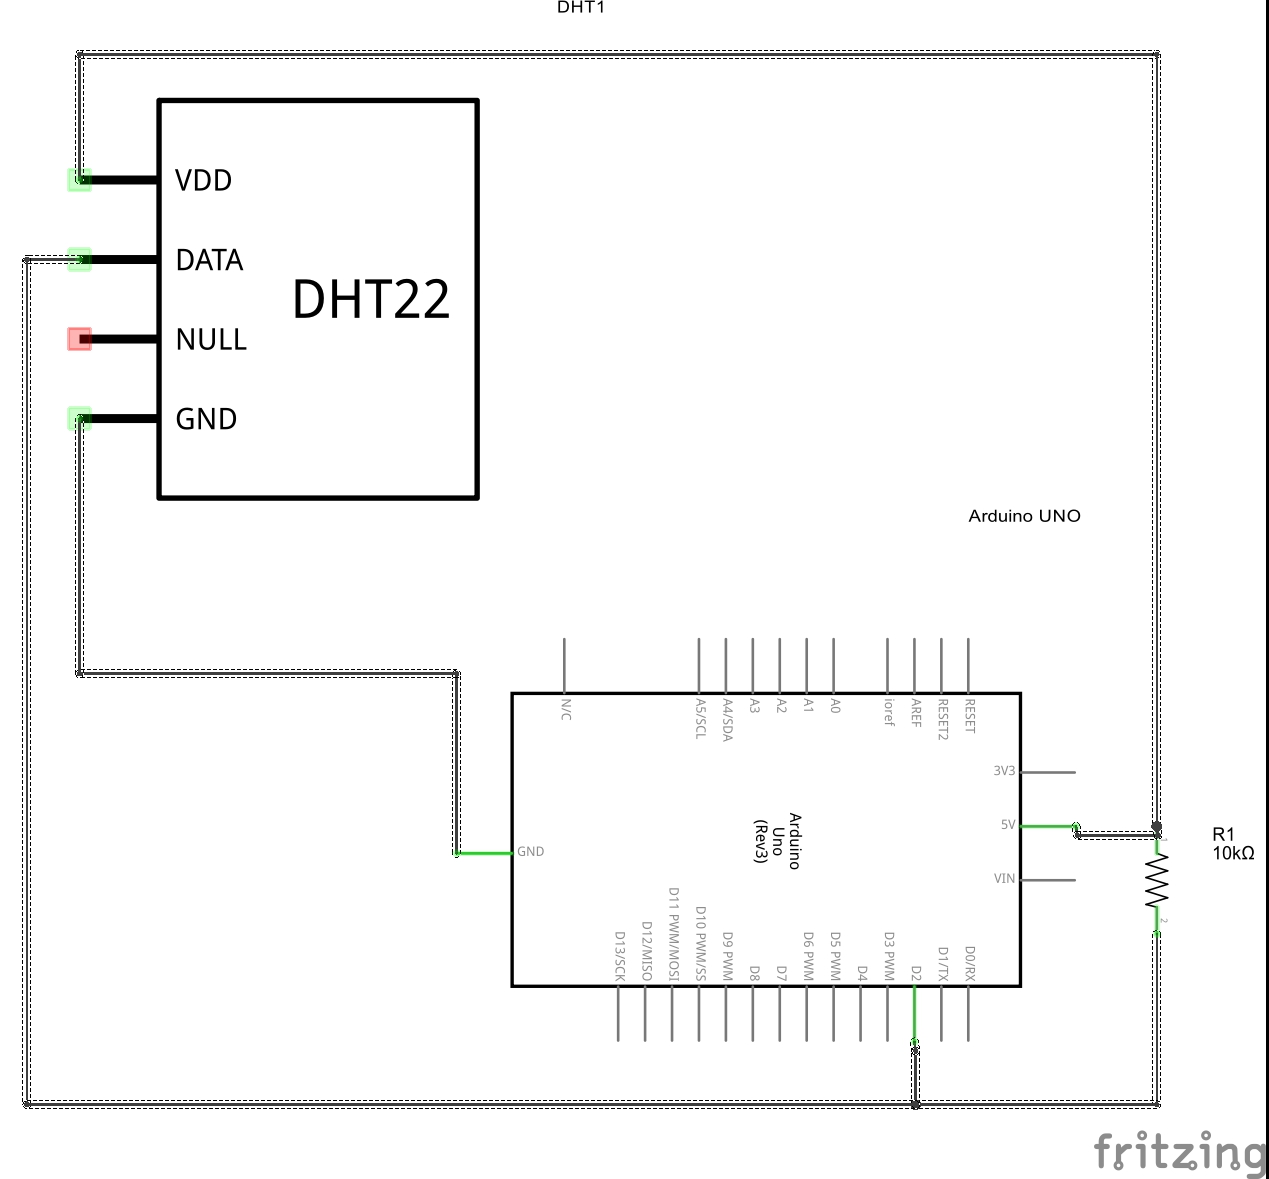 DHT1
VDD
DATA
DHT22
NULL
GND
Arduino UNO
N/C
A5/SCL
A4/SDA
A3
A2
A1
A0
ioref
AREF
RESET2
RESET
3V3
5V
VIN
GND
Arduino
Uno
(Rev3)
R1
10kΩ
1
2
D13/SCK
D12/MISO
D11 PWM/MOSI
D10 PWM/SS
D9 PWM
D8
D7
D6 PWM
D5 PWM
D4
D3 PWM
D2
D1/TX
D0/RX
fritzing